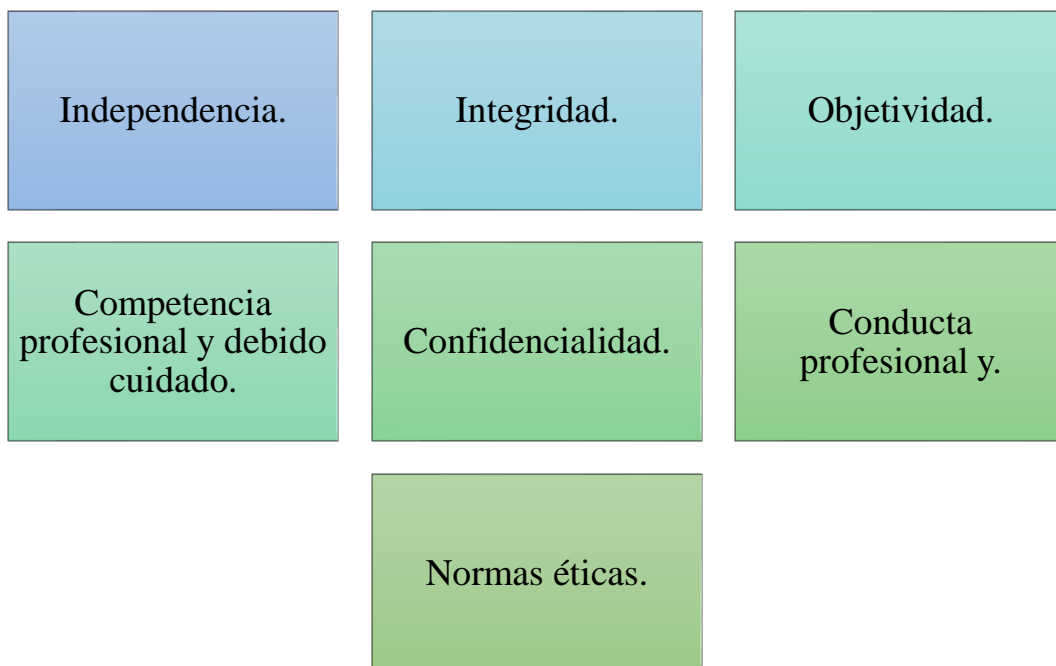 Independencia.
Integridad.
Objetividad.
Competencia
profesional y debido
cuidado.
Confidencialidad.
Conducta
profesional y.
Normas éticas.